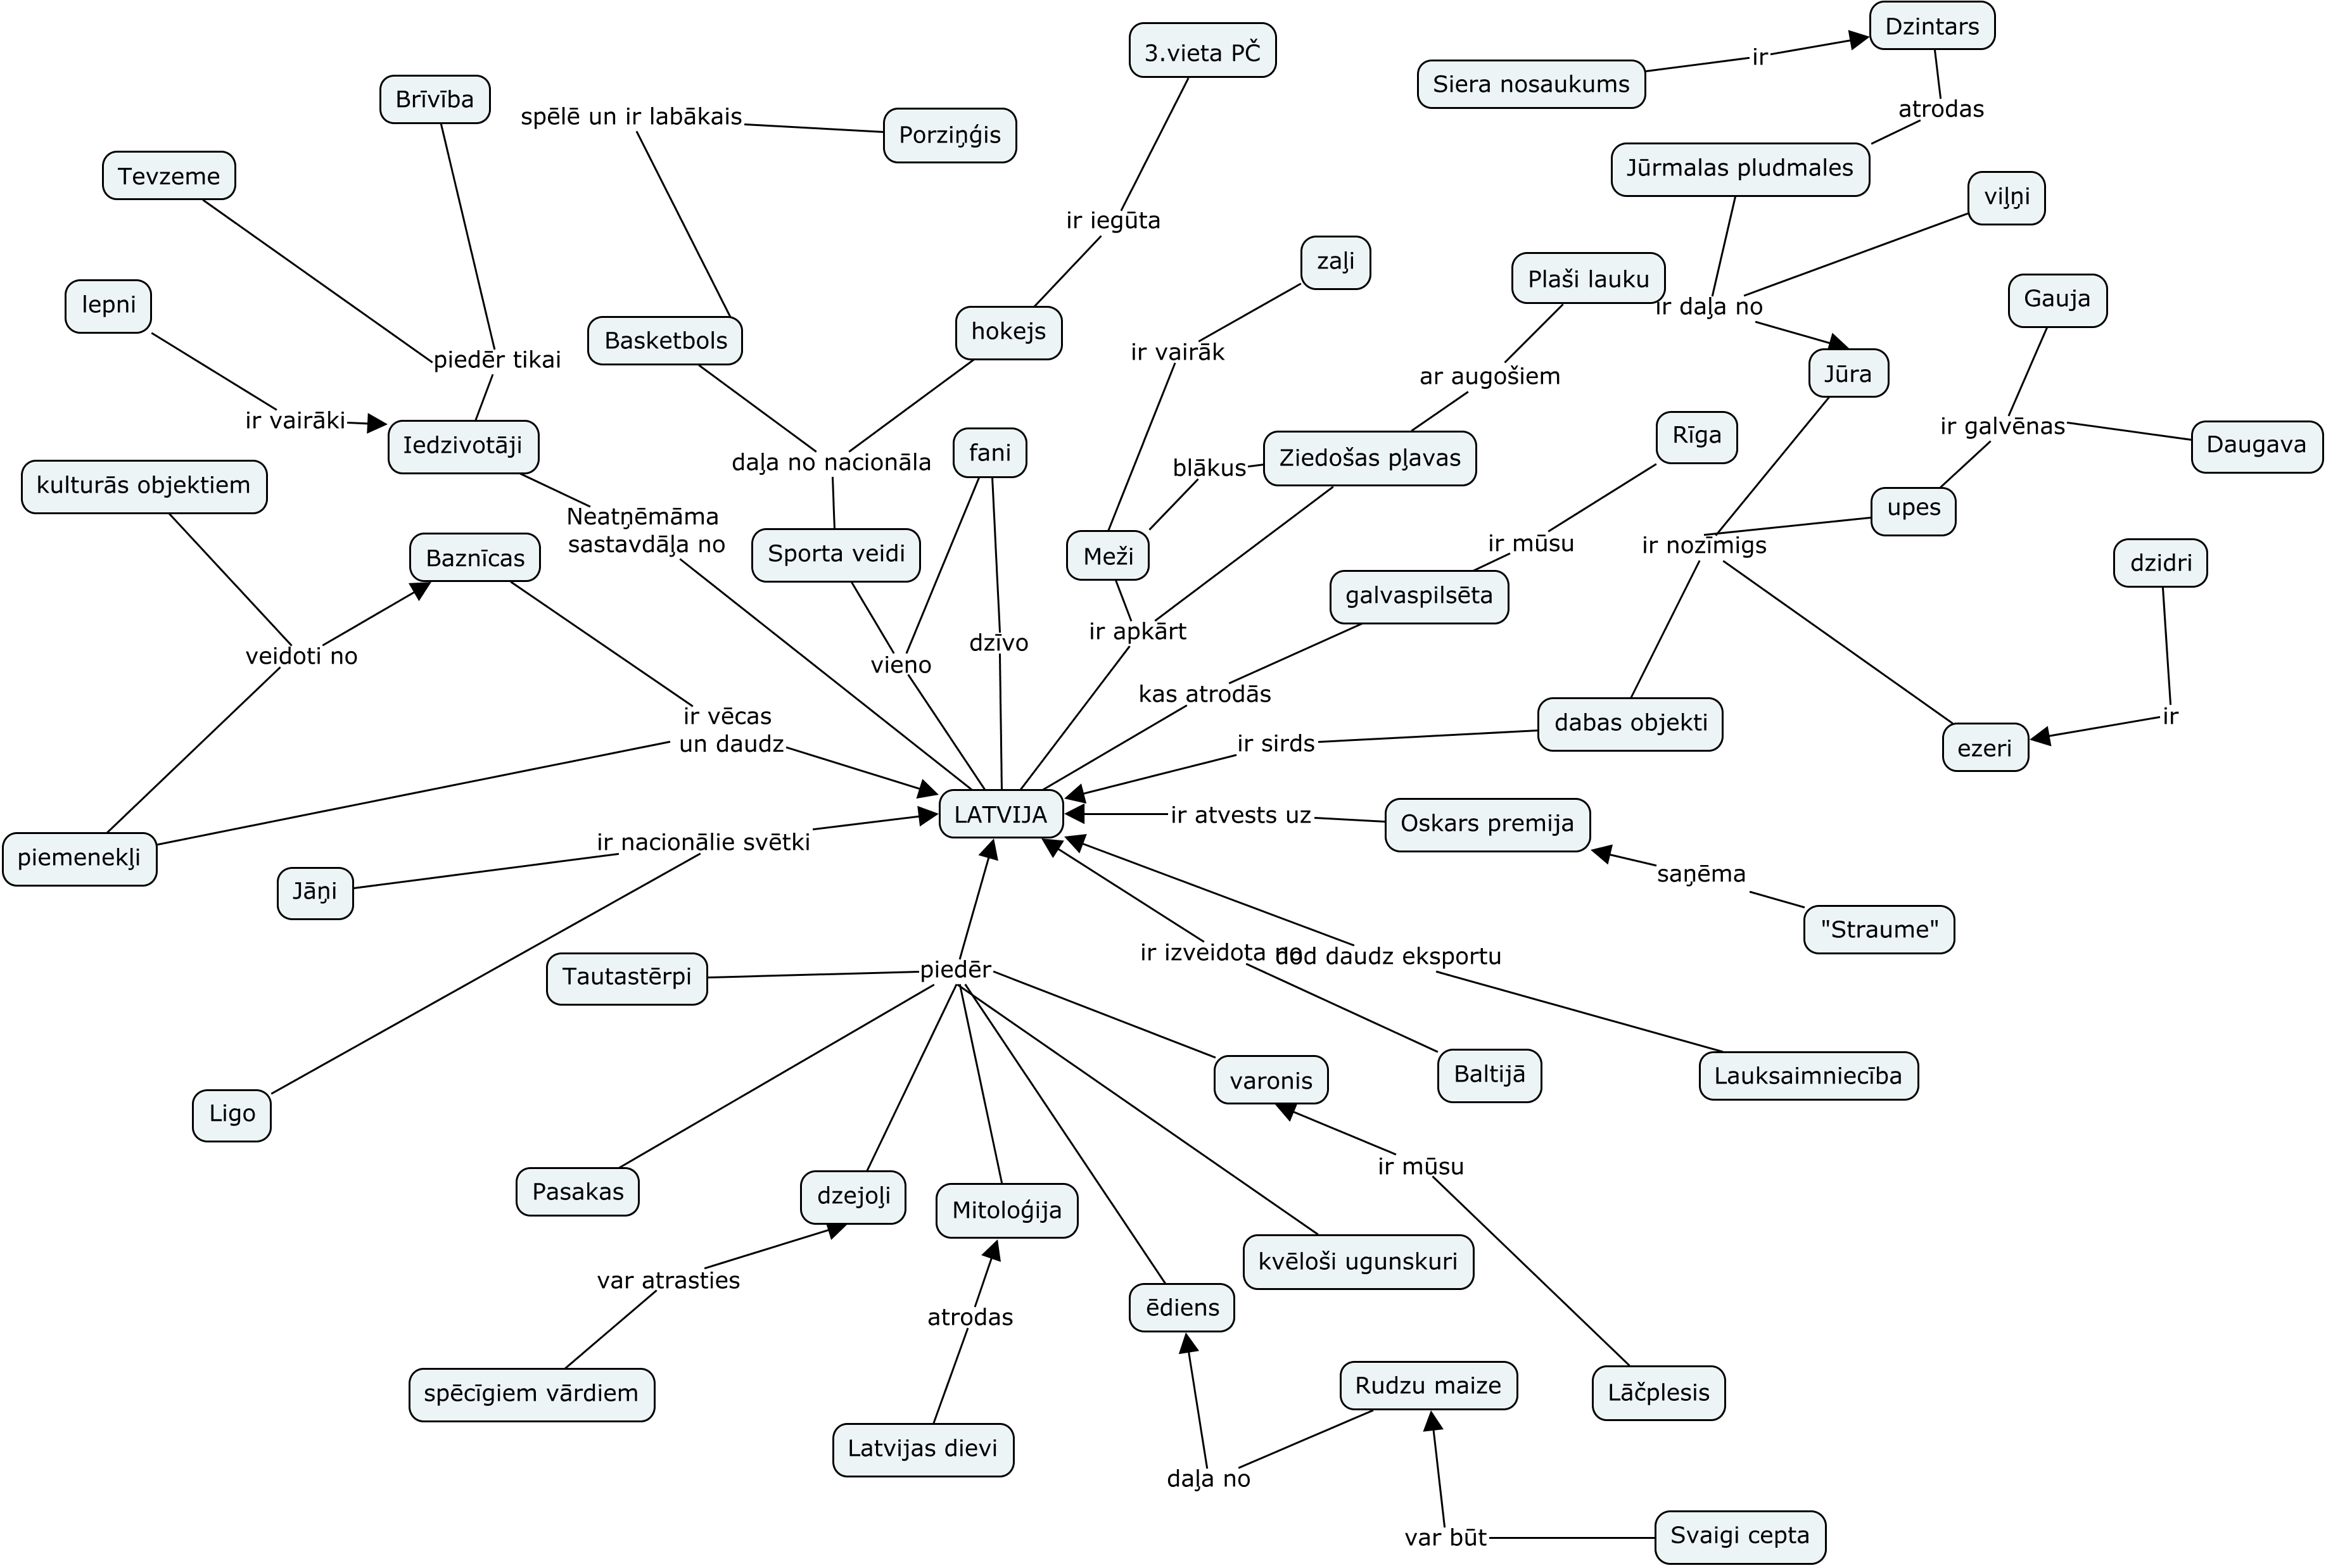 Dzintars
3.vieta PČ
ir
Siera nosaukums
Brīvība
atrodas
spēlē un ir labākais
Porziņģis
Jūrmalas pludmales
Tevzeme
viļņi
ir iegūta
zaļi
Plaši lauku
lepni
Gauja
ir daļa no
hokejs
Basketbols
ir vairāk
piedēr tikai
Jūra
ar augošiem
ir vairāki
ir galvēnas
Rīga
Iedzivotāji
Daugava
fani
Ziedošas pļavas
daļa no nacionāla
blākus
kulturās objektiem
upes
Neatņēmāma
sastavdāļa no
ir mūsu
ir nozīmigs
Sporta veidi
Meži
Baznīcas
dzidri
galvaspilsēta
ir apkārt
dzīvo
veidoti no
vieno
kas atrodās
ir vēcas
un daudz
dabas objekti
ir
ir sirds
ezeri
LATVIJA
ir atvests uz
Oskars premija
ir nacionālie svētki
piemenekļi
saņēma
Jāņi
"Straume"
ir izveidota no
dod daudz eksportu
piedēr
Tautastērpi
Baltijā
Lauksaimniecība
varonis
Ligo
ir mūsu
Pasakas
dzejoļi
Mitoloģija
kvēloši ugunskuri
var atrasties
ēdiens
atrodas
Rudzu maize
spēcīgiem vārdiem
Lāčplesis
Latvijas dievi
daļa no
var būt
Svaigi cepta